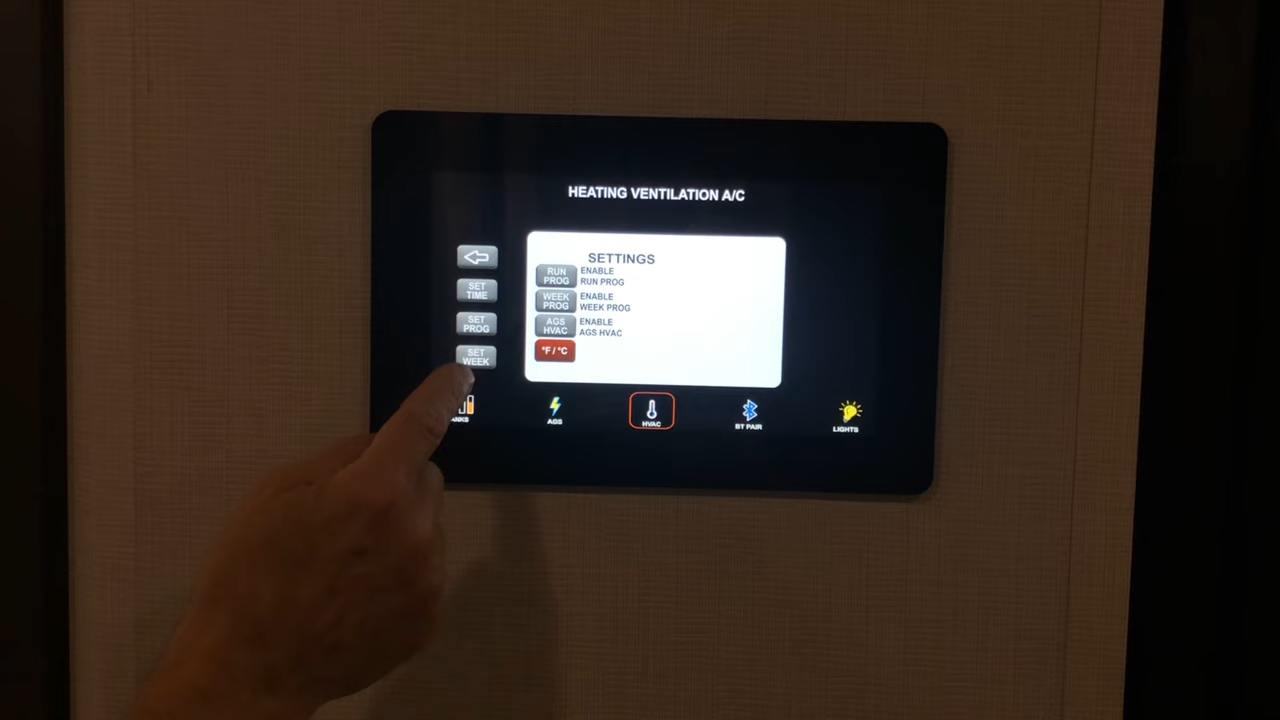 HEATING VENTILATION A/C
SET
TIME
SET
PROG
SET
WEEK
SETTINGS
RUN
PROG
ENABLE
RUN PROG
WEEK
PROG
ENABLE
WEEK PROG
AGS
HVAC
ENABLE
AGS HVAC
°F / °C
ANKS
AGS
HVAC
BT PAIR
LIGHTS